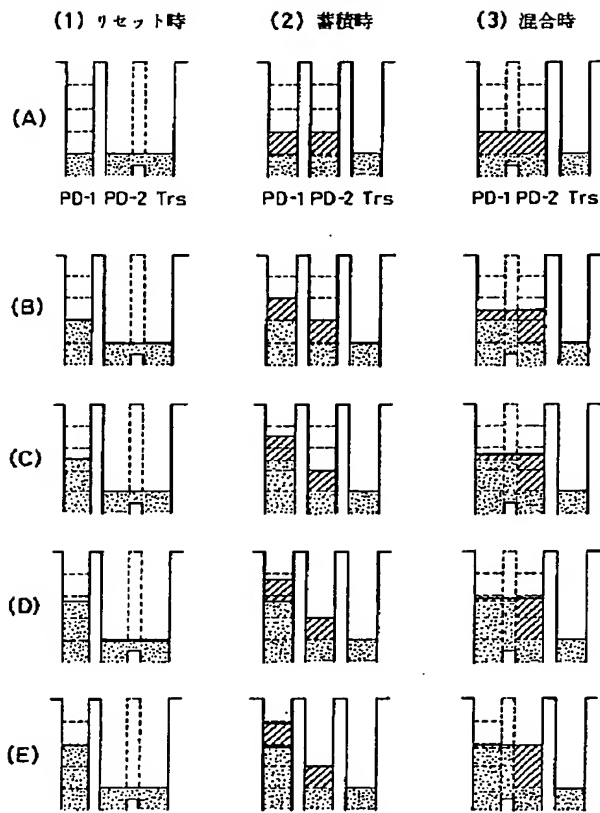 (1) リセット時 (2) 蓄積時 (3) 混合時
(A)
PD-1 PD-2 Trs PD-1 PD-2 Trs PD-1 PD-2 Trs
(B)
(C)
(D)
(E)